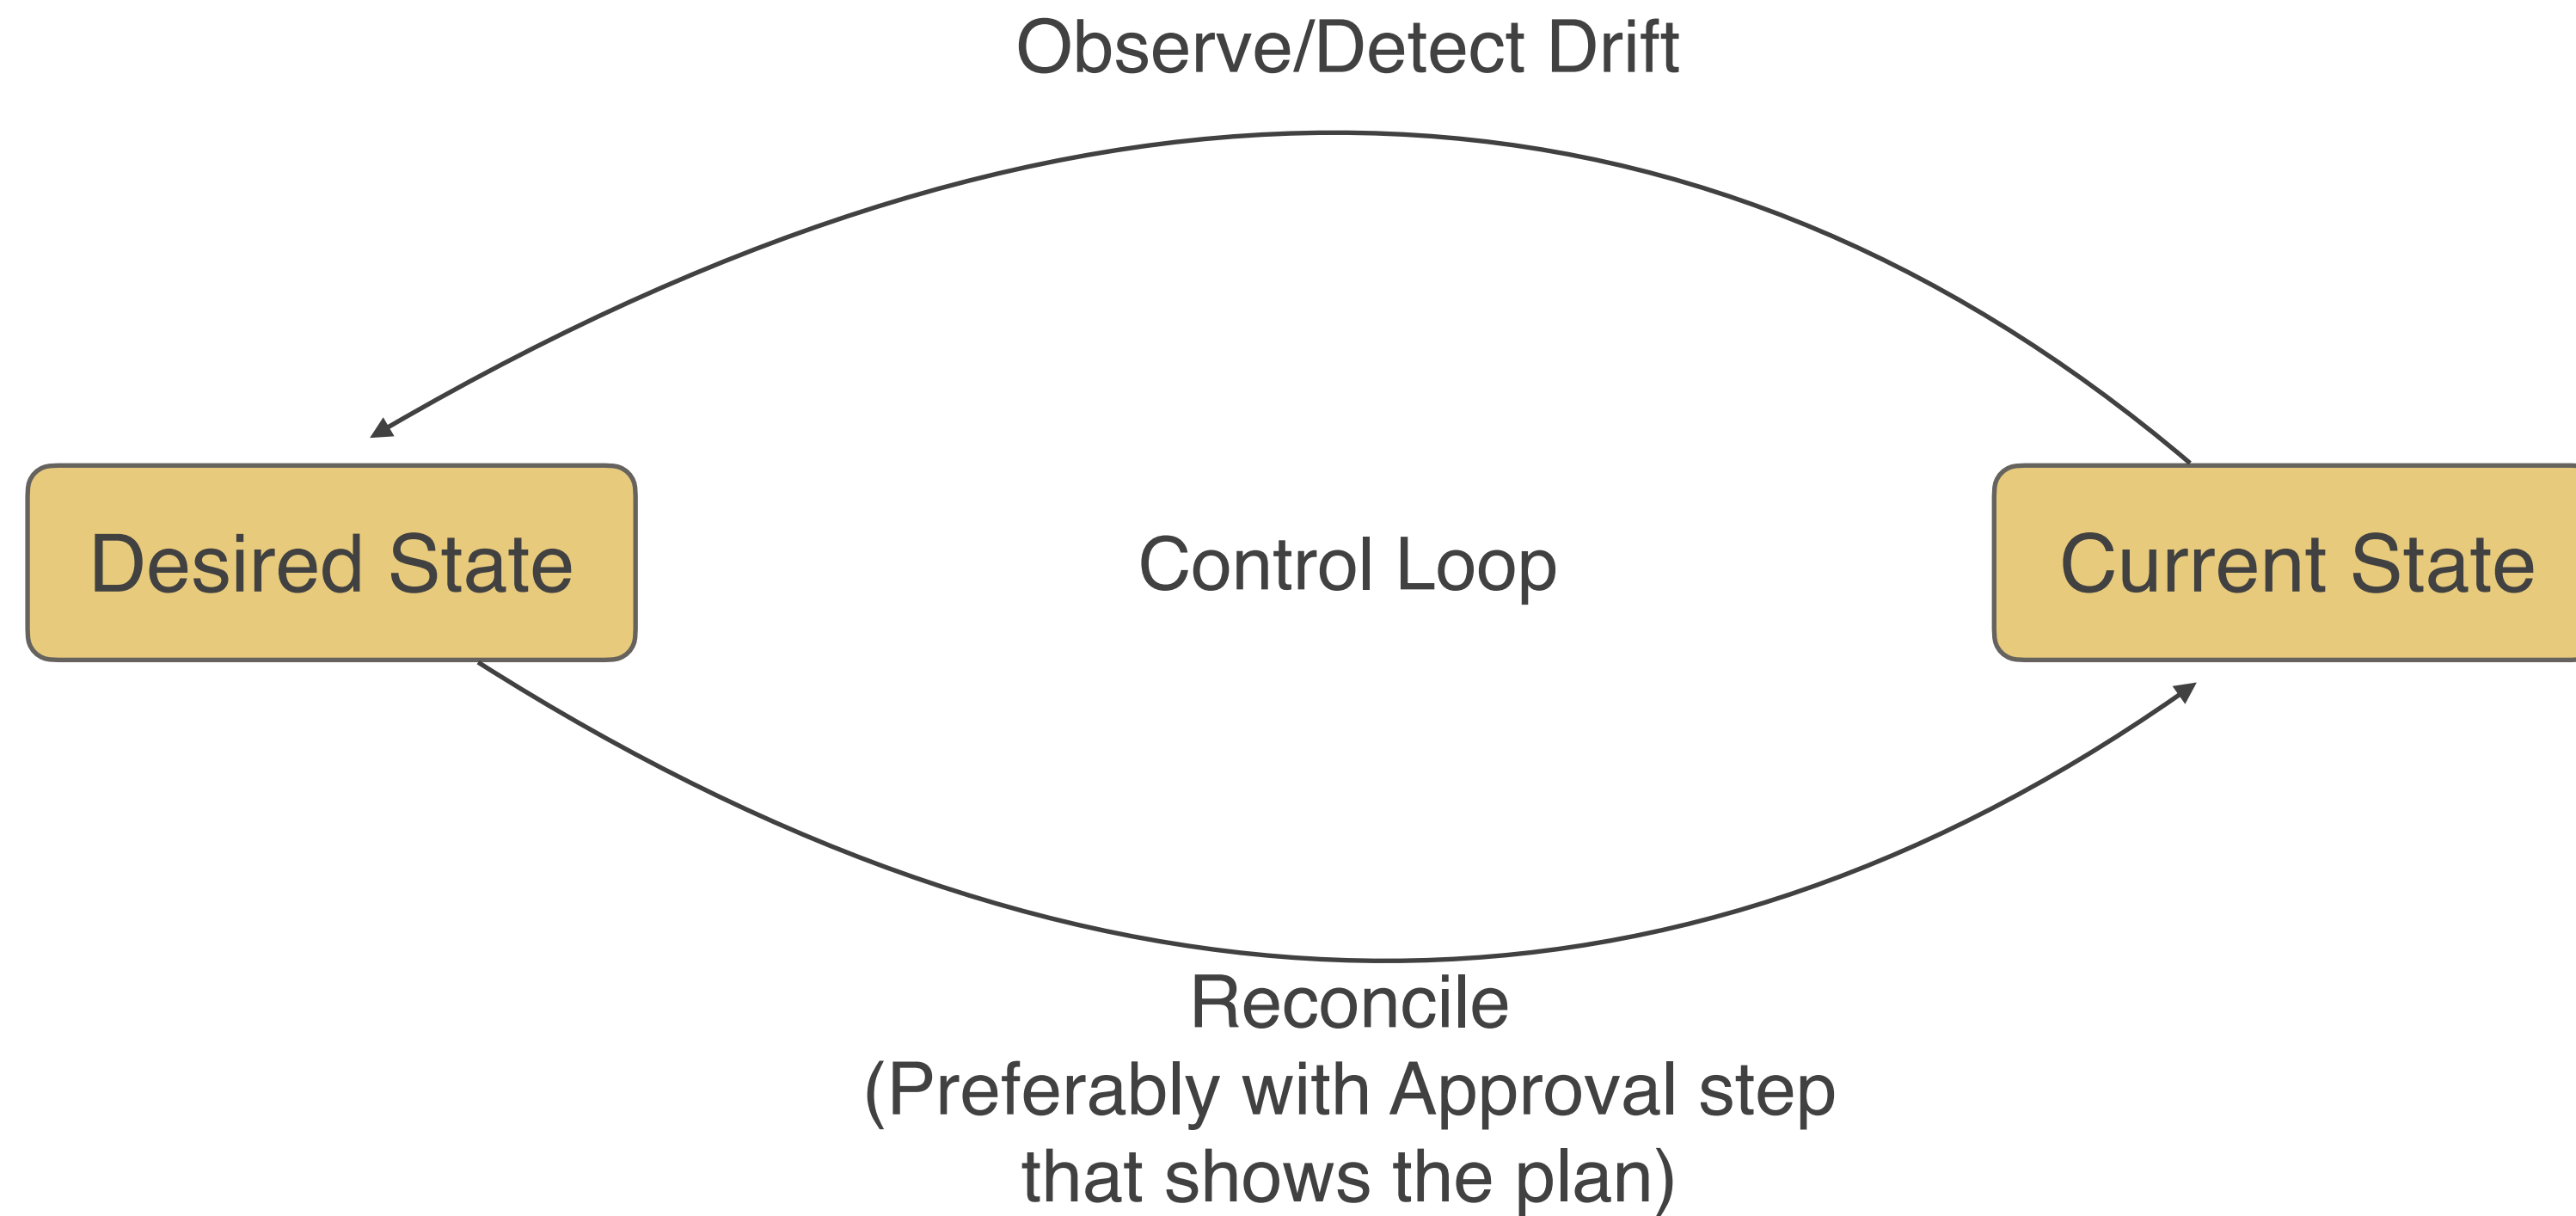 Observe/Detect Drift
Desired State
Control Loop
Current State
Reconcile
(Preferably with Approval step
that shows the plan)